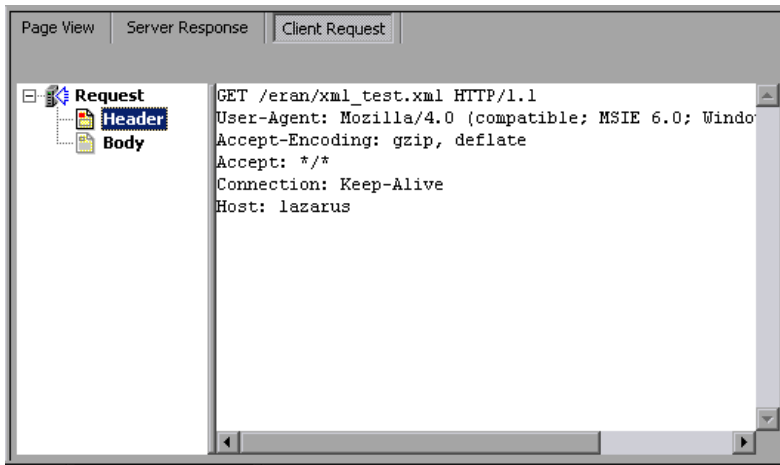 Page View Server Response Client Request
Request
Header
Body
GET /eran/xml_test.xml HTTP/1.1
User-Agent: Mozilla/4.0 (compatible; MSIE 6.0;
Accept-Encoding: gzip, deflate
Accept: */*
Connection: Keep-Alive
Host: lazarus